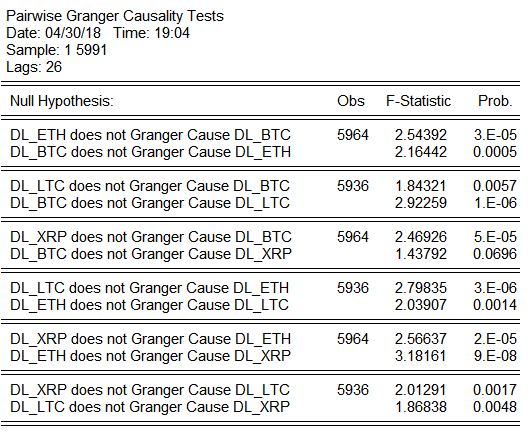 Pairwise Granger Causality Tests
Date: 04/30/18 Time: 19:04
Sample: 1 5991
Lags: 26
Null Hypothesis: Obs F-Statistic Prob.
DL_ETH does not Granger Cause DL_BTC 5964 2.54392 3.E-05
DL_BTC does not Granger Cause DL_ETH 2.16442 0.0005
DL_LTC does not Granger Cause DL_BTC 5936 1.84321 0.0057
DL_BTC does not Granger Cause DL_LTC 2.92259 1.E-06
DL_XRP does not Granger Cause DL_BTC 5964 2.46926 5.E-05
DL_BTC does not Granger Cause DL_XRP 1.43792 0.0696
DL_LTC does not Granger Cause DL_ETH 5936 2.79835 3.E-06
DL_ETH does not Granger Cause DL_LTC 2.03907 0.0014
DL_XRP does not Granger Cause DL_ETH 5964 2.56637 2.E-05
DL_ETH does not Granger Cause DL_XRP 3.18161 9.E-08
DL_XRP does not Granger Cause DL_LTC 5936 2.01291 0.0017
DL_LTC does not Granger Cause DL_XRP 1.86838 0.0048